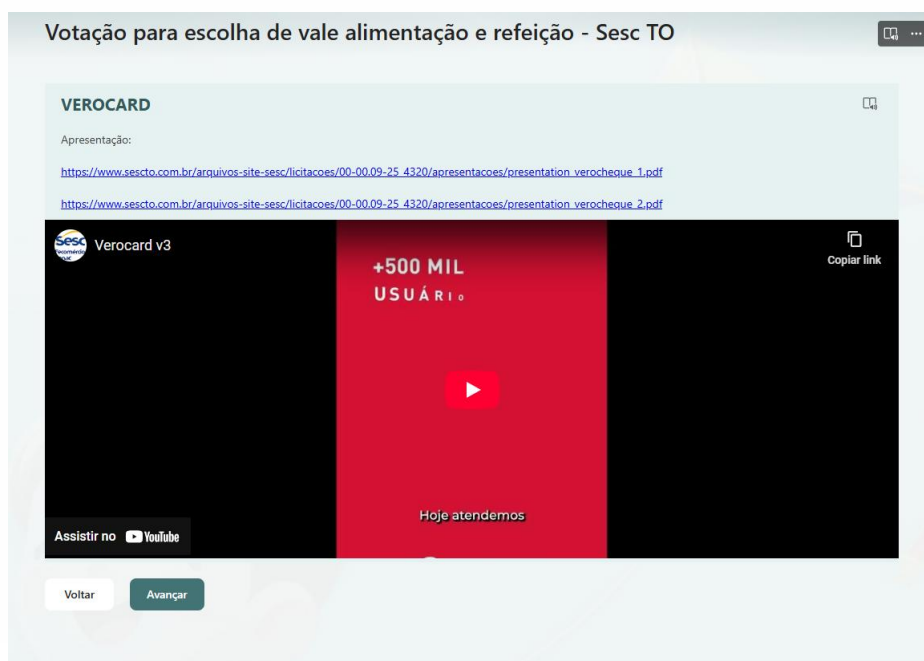 Votação para escolha de vale alimentação e refeição - Sesc TO
VEROCARD
Apresentação:
https://www.sescto.com.br/arquivos-site-sesc/licitacoes/00-00.09-25_4320/apresentacoes/presentation_verocheque_1.pdf
https://www.sescto.com.br/arquivos-site-sesc/licitacoes/00-00.09-25_4320/apresentacoes/presentation_verocheque_2.pdf
Sesc
Verocard v3
Copiar link
+500 MIL
USUÁRIO
Hoje atendemos
Assistir no YouTube
Voltar
Avançar